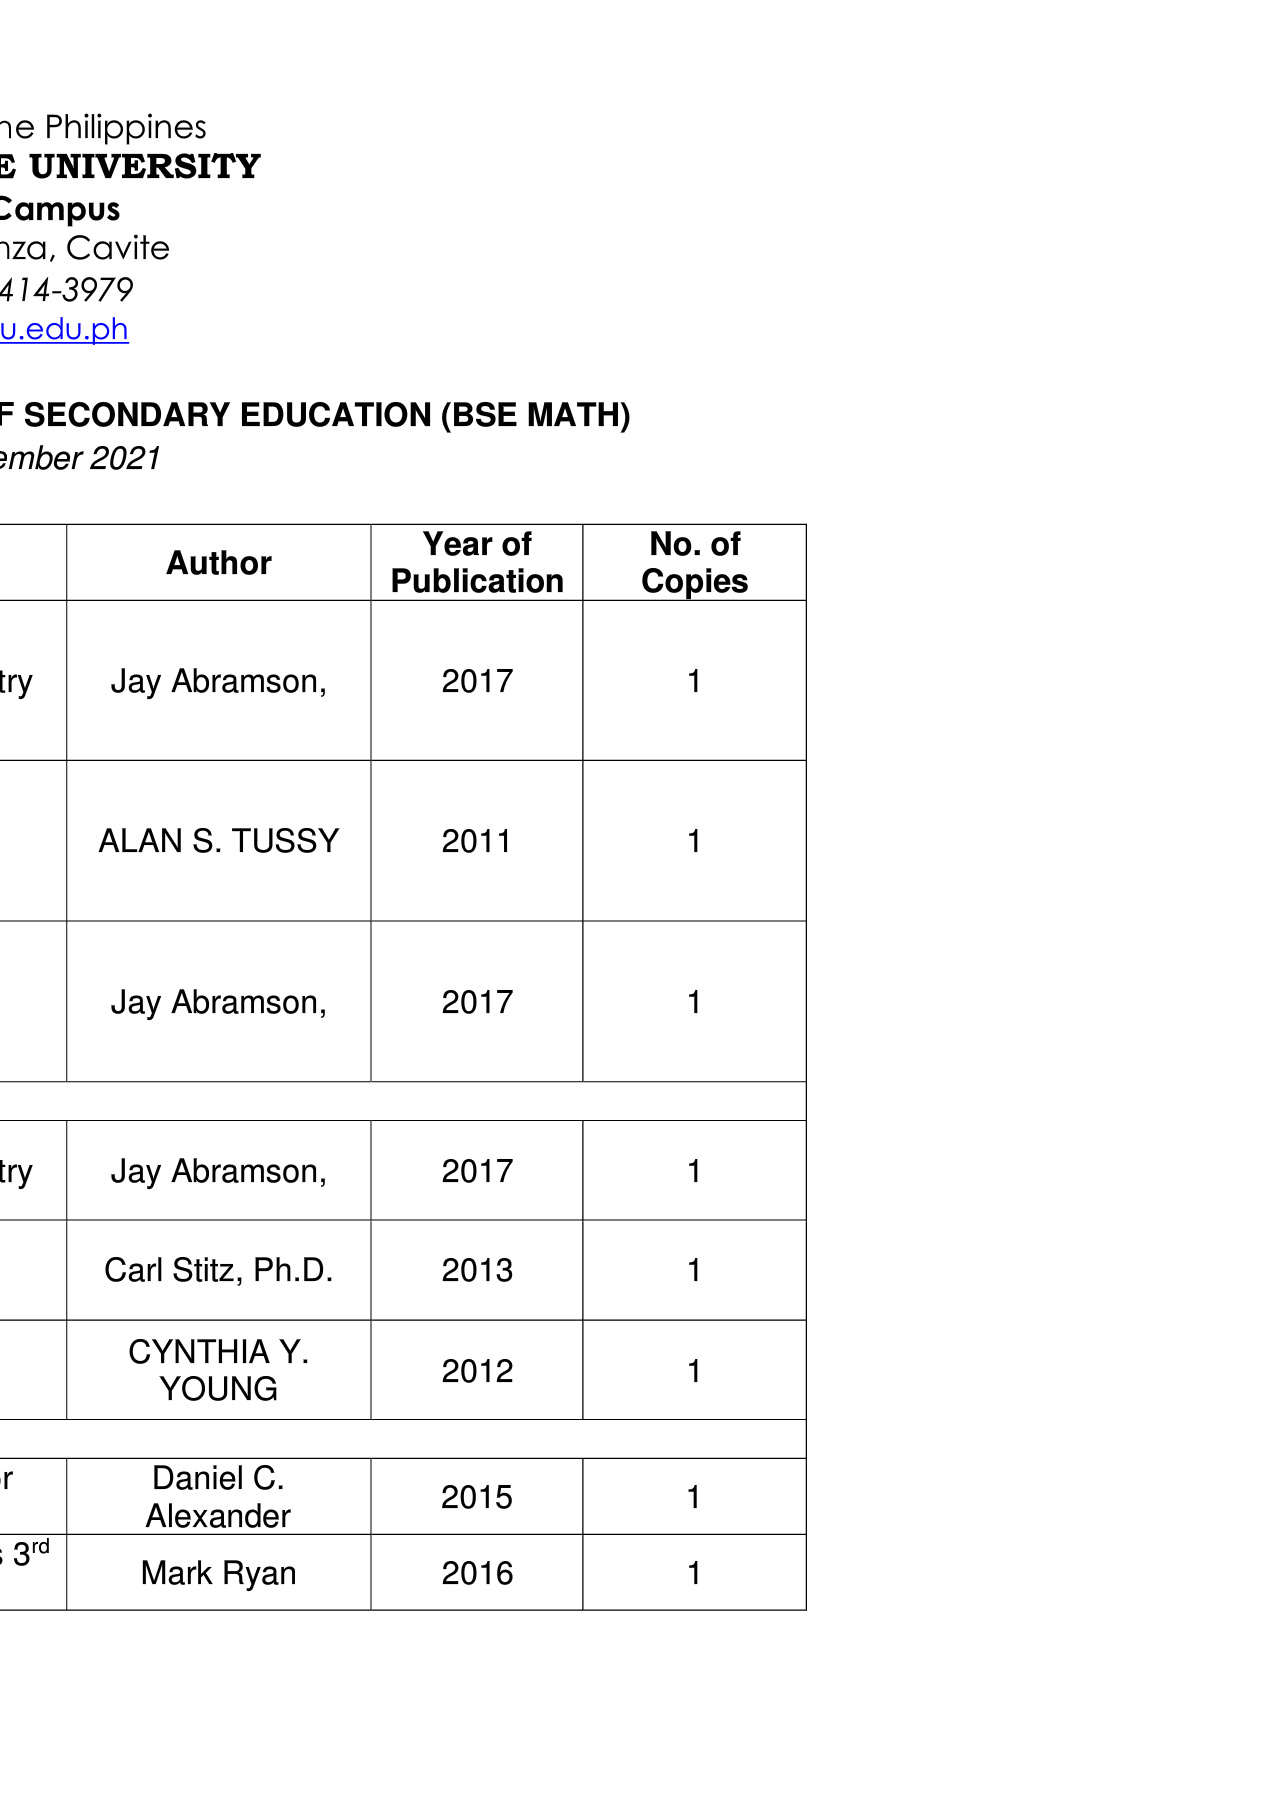 he Philippines
E UNIVERSITY
Campus
nza, Cavite
414-3979
u.edu.ph
F SECONDARY EDUCATION (BSE MATH)
ember 2021
Author Year of Publication No. of Copies
try Jay Abramson, 2017 1
ALAN S. TUSSY 2011 1
Jay Abramson, 2017 1
try Jay Abramson, 2017 1
Carl Stitz, Ph.D. 2013 1
CYNTHIA Y. YOUNG 2012 1
or Daniel C. Alexander 2015 1
s 3rd Mark Ryan 2016 1